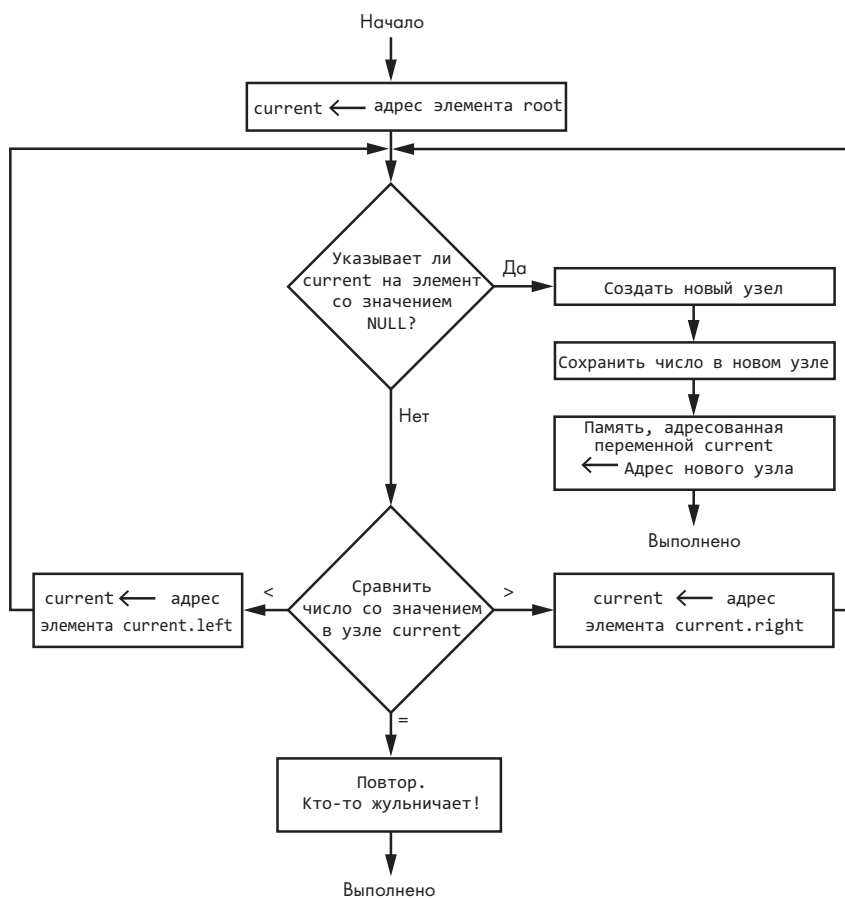 Начало
current ← адрес элемента root
Указывает ли
current на элемент
со значением
NULL?
Да
Создать новый узел
Сохранить число в новом узле
Память, адресованная
переменной current
← Адрес нового узла
Выполнено
Нет
Сравнить
число со значением
в узле current
<
current ← адрес
элемента current.left
>
current ← адрес
элемента current.right
=
Повтор.
Кто-то жульничает!
Выполнено